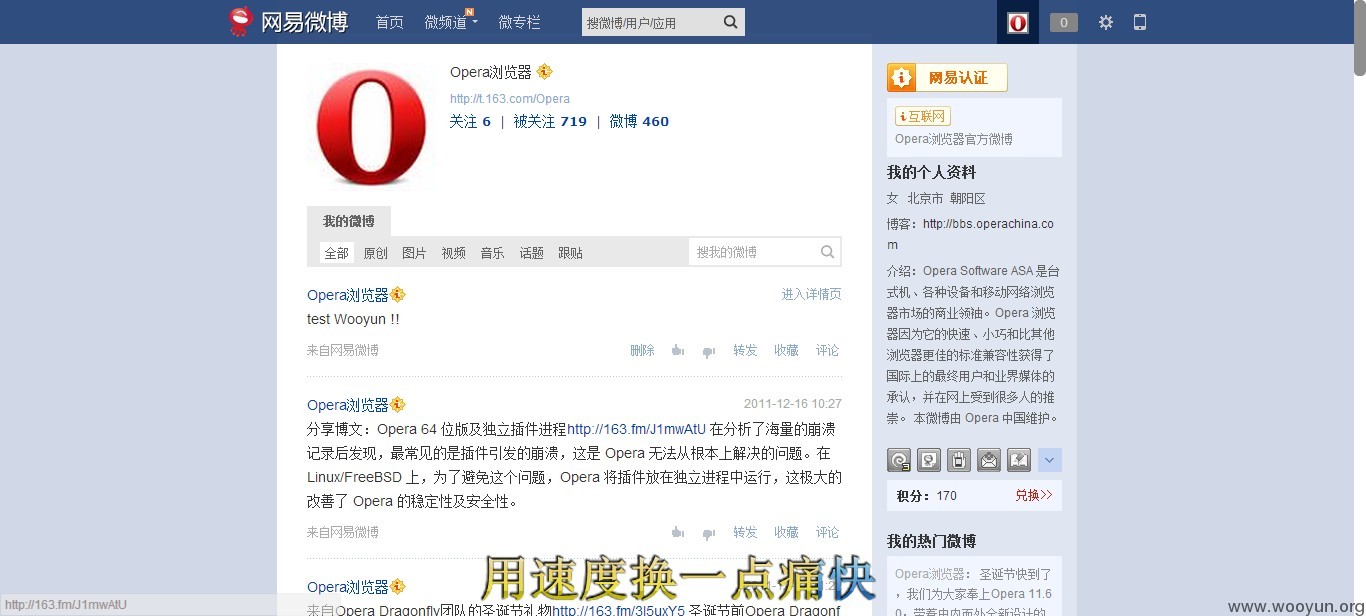 网易微博 首页 微频道 N 微专栏 搜微博/用户/应用 0
Opera浏览器
http://t.163.com/Opera
关注 6 | 被关注 719 | 微博 460
我的微博
全部 原创 图片 视频 音乐 话题 跟贴 搜我的微博
Opera浏览器 进入详情页
test Wooyun !!
来自网易微博 删除 转发 收藏 评论
Opera浏览器 2011-12-16 10:27
分享博文：Opera 64 位版及独立插件进程http://163.fm/J1mwAtU 在分析了海量的崩溃
记录后发现，最常见的是插件引发的崩溃，这是 Opera 无法从根本上解决的问题。在
Linux/FreeBSD 上，为了避免这个问题，Opera 将插件放在独立进程中运行，这极大的
改善了 Opera 的稳定性及安全性。
来自网易微博 转发 收藏 评论
Opera浏览器
来自Opera Dragonfly团队的圣诞节礼物http://163.fm/3l5uxY5 圣诞节前Opera Dragonf
用速度换一点痛快
网易认证
互联网
Opera浏览器官方微博
我的个人资料
女 北京市 朝阳区
博客：http://bbs.operachina.co
m
介绍：Opera Software ASA 是台
式机、各种设备和移动网络浏览
器市场的商业领袖。Opera 浏览
器因为它的快速、小巧和比其他
浏览器更佳的标准兼容性获得了
国际上的最终用户和业界媒体的
承认，并在网上受到很多人的推
崇。 本微博由 Opera 中国维护。
积分：170 兑换>>
我的热门微博
Opera浏览器： 圣诞节快到了
，我们为大家奉上Opera 11.6
0，带着由内而外全新设计的
http://163.fm/J1mwAtU
www.wooyun.org